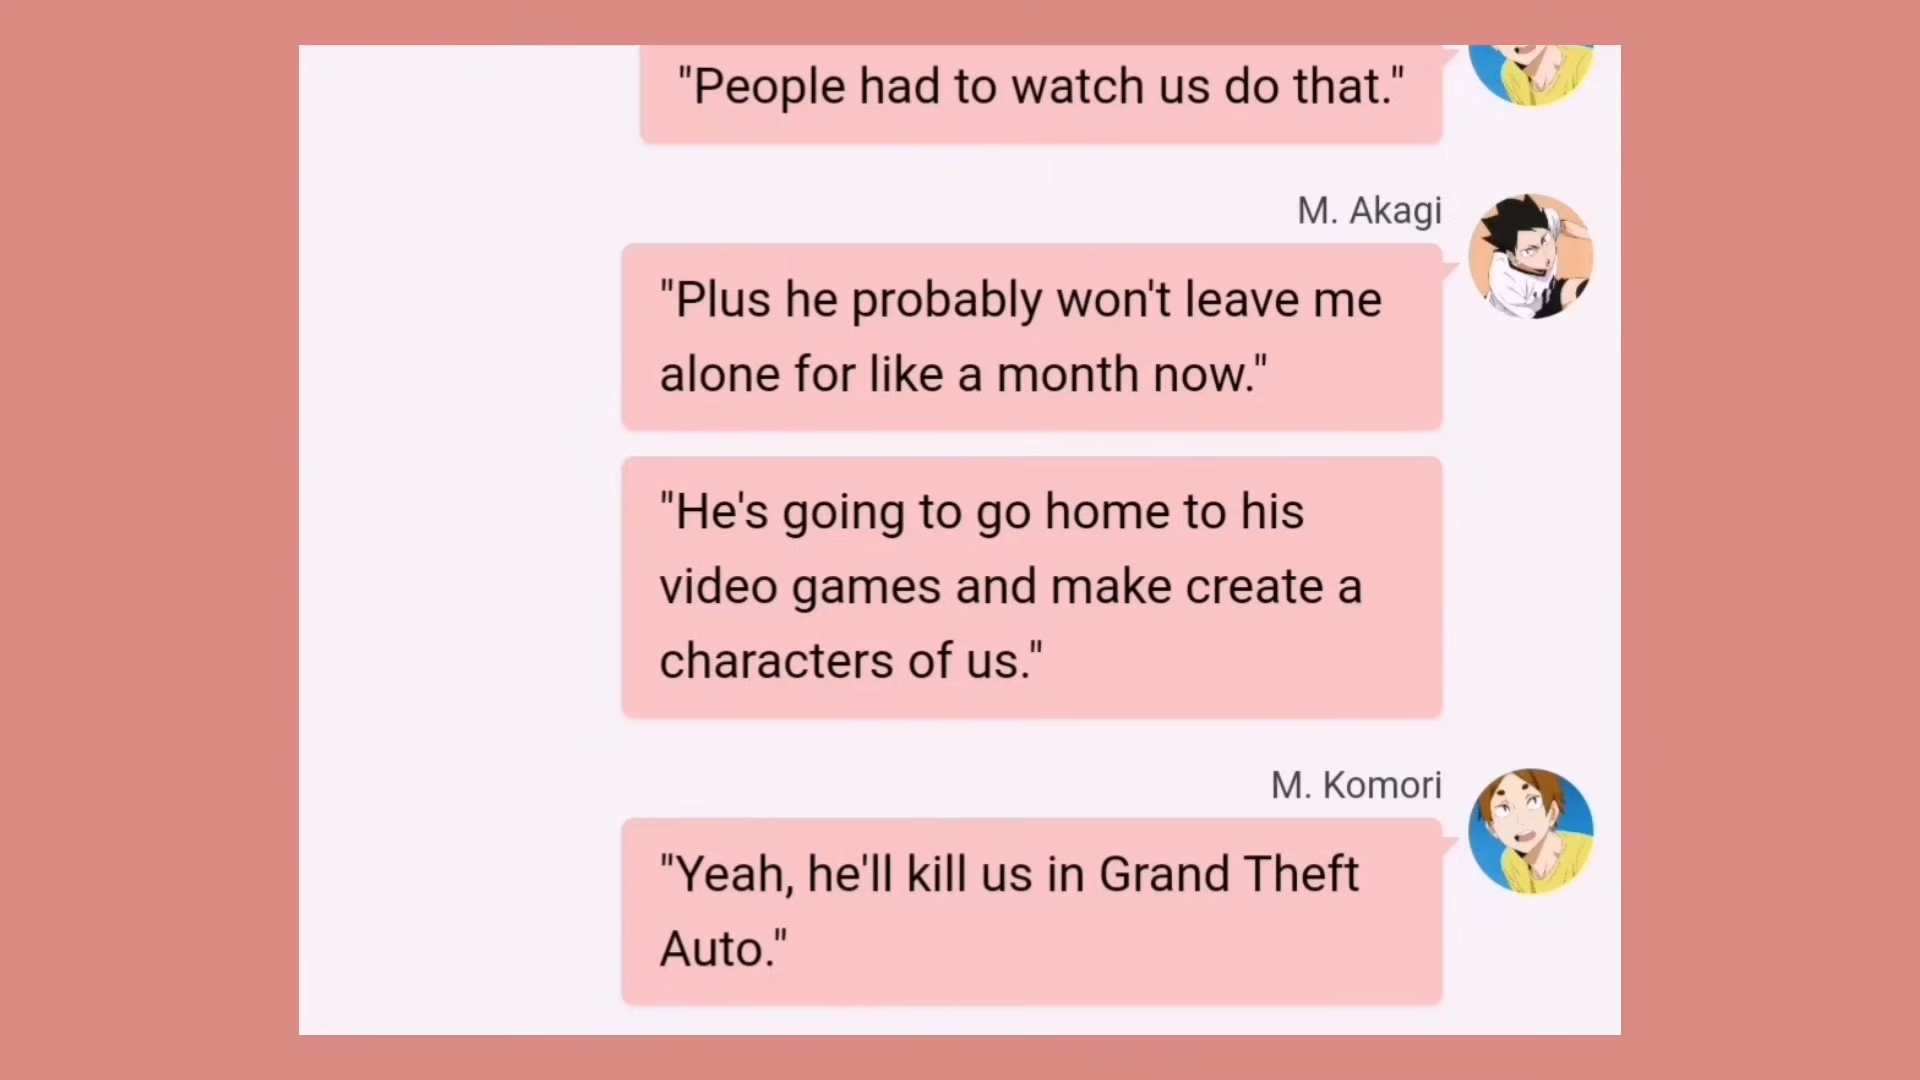 "People had to watch us do that."
M. Akagi
"Plus he probably won't leave me
alone for like a month now."
"He's going to go home to his
video games and make create a
characters of us."
M. Komori
"Yeah, he'll kill us in Grand Theft
Auto."